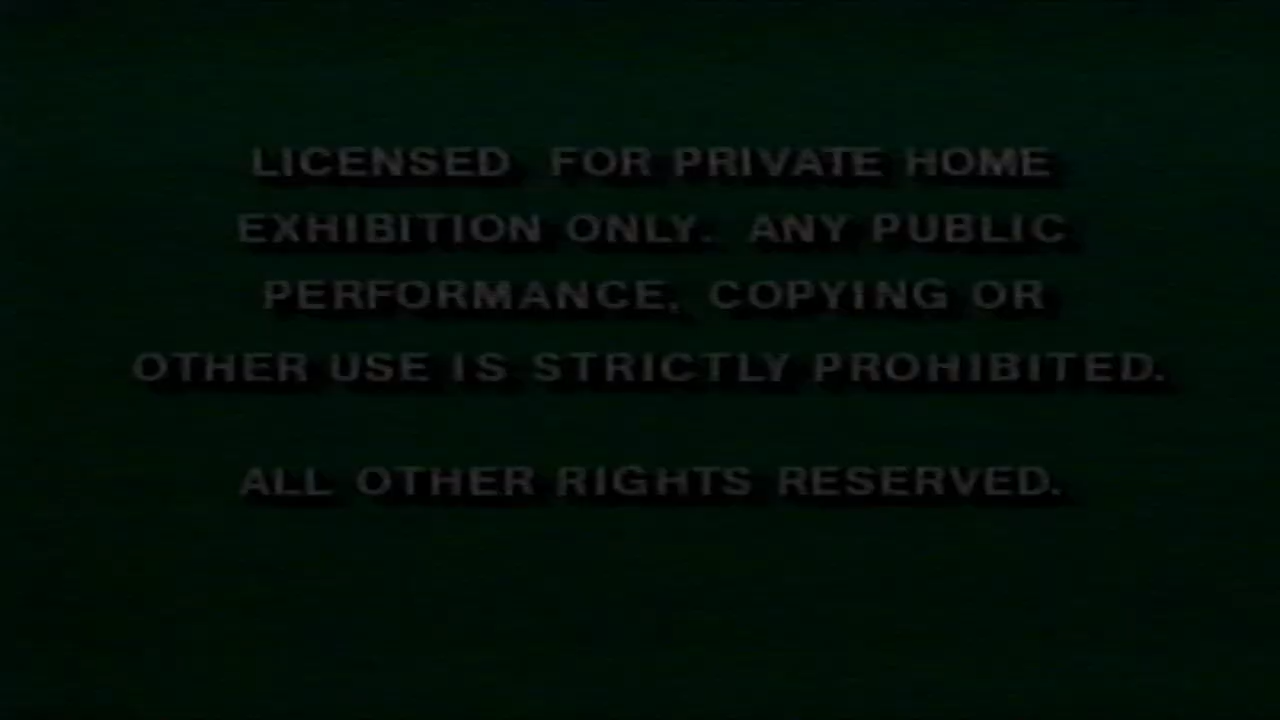 LICENSED FOR PRIVATE HOME
EXHIBITION ONLY. ANY PUBLIC
PERFORMANCE, COPYING OR
OTHER USE IS STRICTLY PROHIBITED.
ALL OTHER RIGHTS RESERVED.